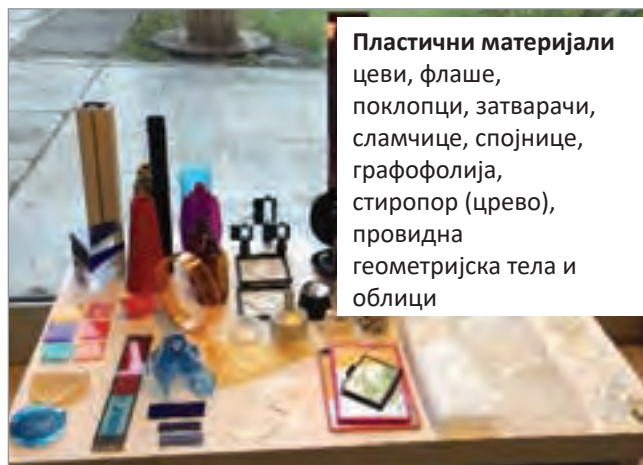 Пластични материјали
цеви, флаше,
поклопци, затварачи,
сламчице, спојнице,
графофолија,
стиропор (црево),
провидна
геометријска тела и
облици